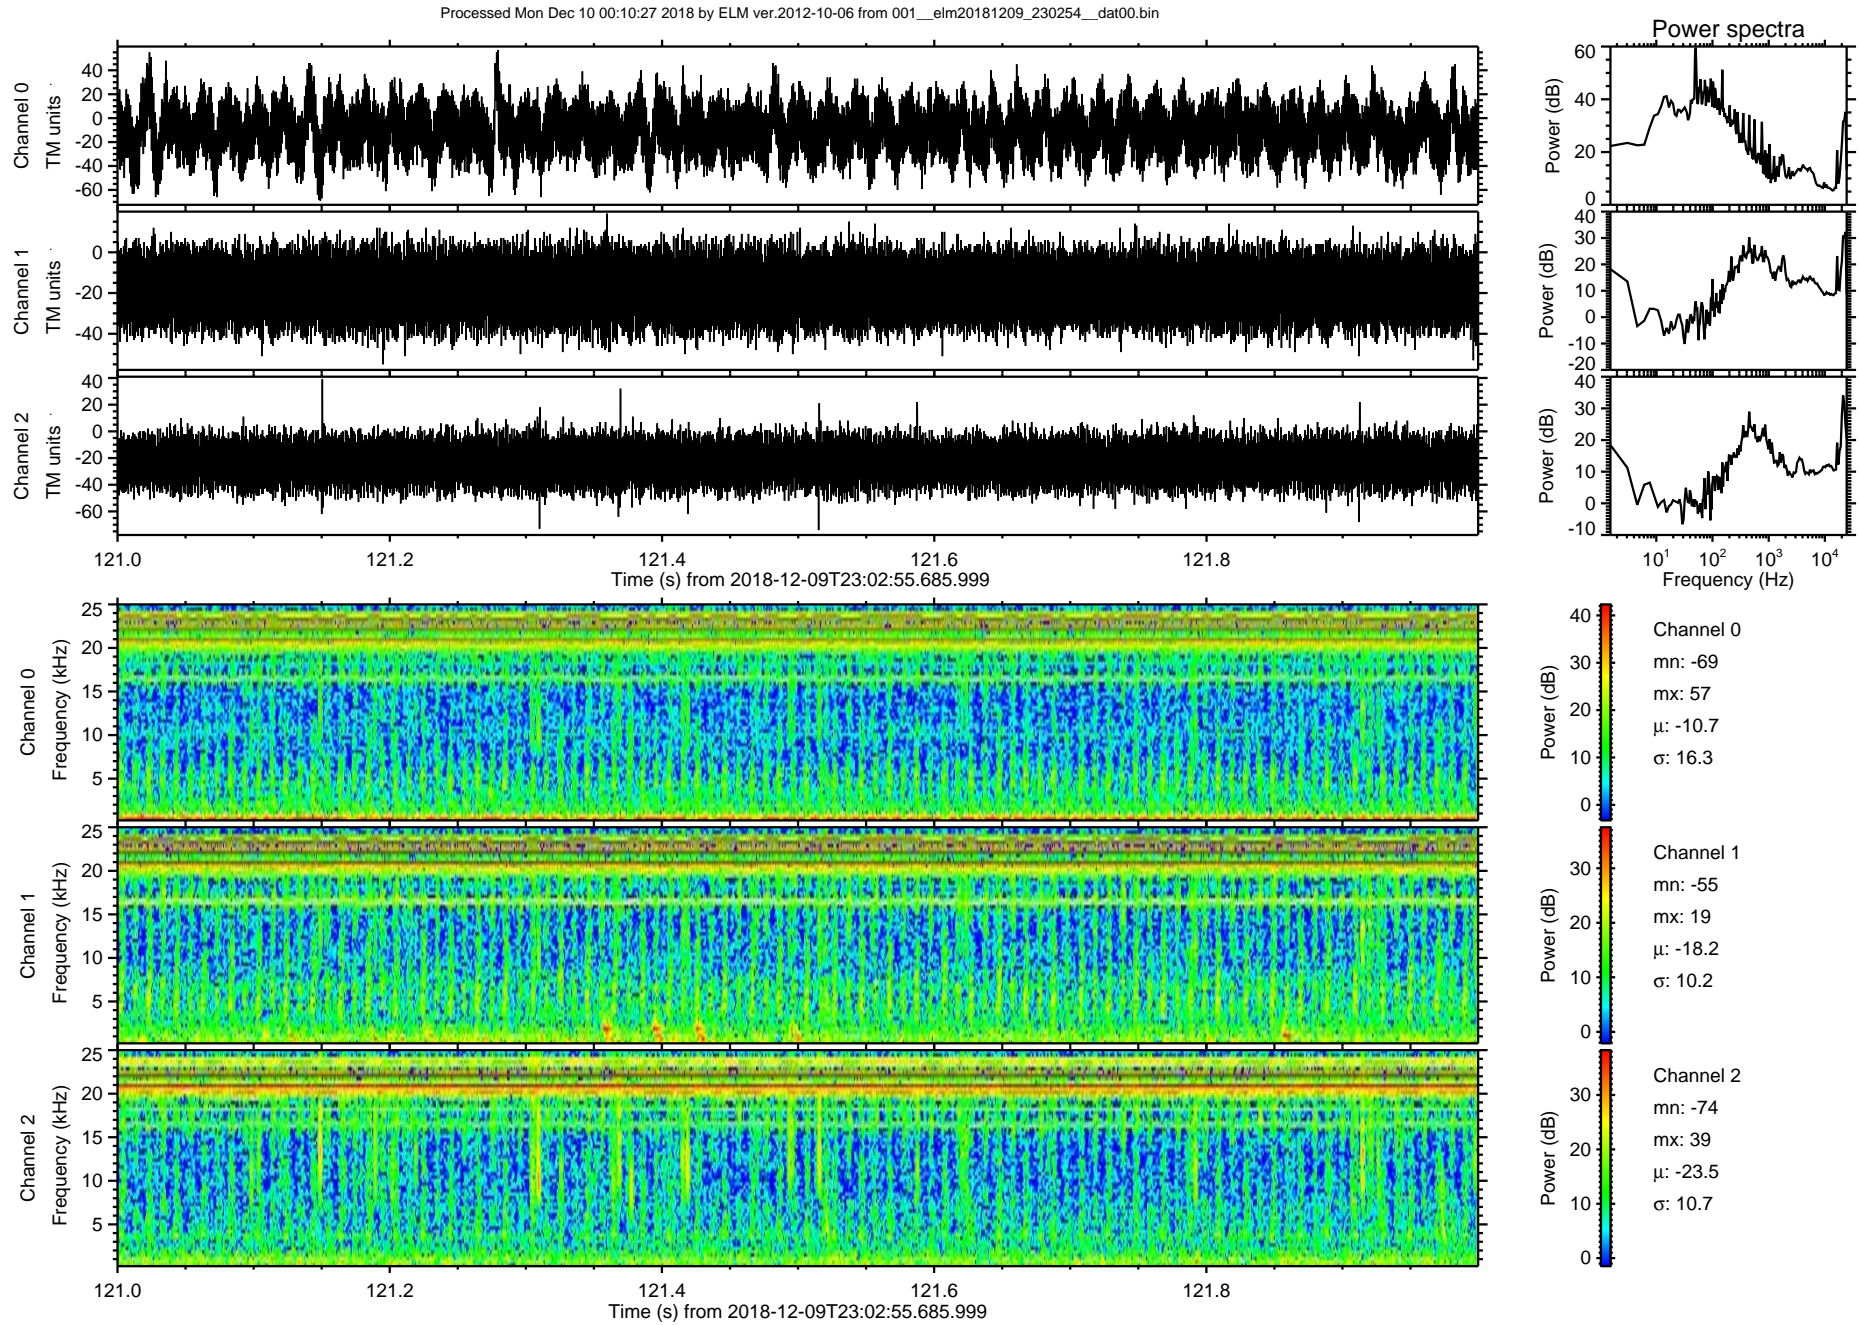 Processed Mon Dec 10 00:10:27 2018 by ELM ver.2012-10-06 from 001__elm20181209_230254__dat00.bin
Power spectra
Channel 0
TM units
40
20
0
-20
-40
-60
Power (dB)
60
40
20
0
Channel 1
TM units
0
-20
-40
Power (dB)
40
30
20
10
0
-10
-20
Channel 2
TM units
40
20
0
-20
-40
-60
Power (dB)
40
30
20
10
0
-10
121.0 121.2 121.4 121.6 121.8
Time (s) from 2018-12-09T23:02:55.685.999
10^1 10^2 10^3 10^4
Frequency (Hz)
Channel 0
Frequency (kHz)
25
20
15
10
5
Power (dB)
40
30
20
10
0
Channel 0
mn: -69
mx: 57
μ: -10.7
σ: 16.3
Channel 1
Frequency (kHz)
25
20
15
10
5
Power (dB)
30
20
10
0
Channel 1
mn: -55
mx: 19
μ: -18.2
σ: 10.2
Channel 2
Frequency (kHz)
25
20
15
10
5
Power (dB)
30
20
10
0
Channel 2
mn: -74
mx: 39
μ: -23.5
σ: 10.7
121.0 121.2 121.4 121.6 121.8
Time (s) from 2018-12-09T23:02:55.685.999